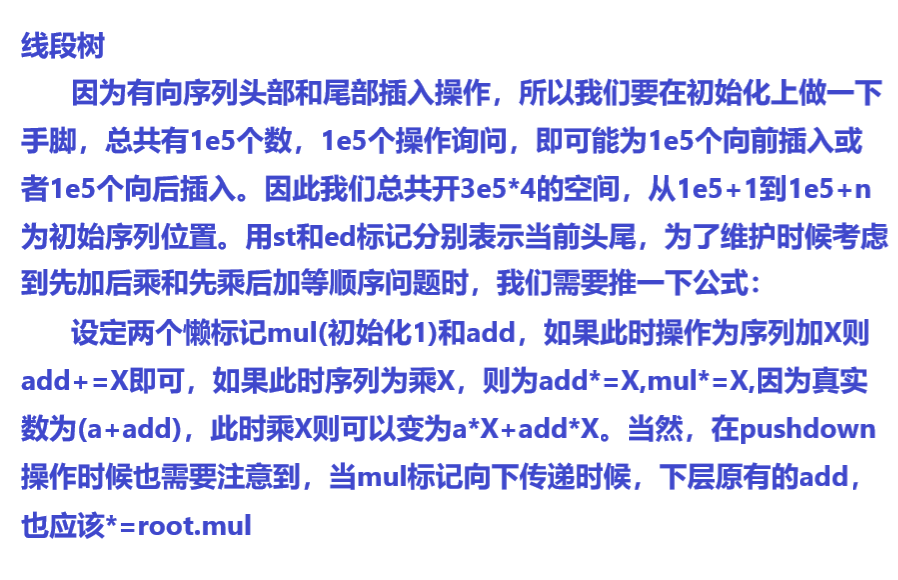 线段树
因为有向序列头部和尾部插入操作，所以我们要在初始化上做一下
手脚，总共有1e5个数，1e5个操作询问，即可能为1e5个向前插入或
者1e5个向后插入。因此我们总共开3e5*4的空间，从1e5+1到1e5+n
为初始序列位置。用st和ed标记分别表示当前头尾，为了维护时候考虑
到先加后乘和先乘后加等顺序问题时，我们需要推一下公式：
设定两个懒标记mul(初始化1)和add，如果此时操作为序列加X则
add+=X即可，如果此时序列为乘X，则为add*=X,mul*=X,因为真实
数为(a+add)，此时乘X则可以变为a*X+add*X。当然，在pushdown
操作时候也需要注意到，当mul标记向下传递时候，下层原有的add，
也应该*=root.mul